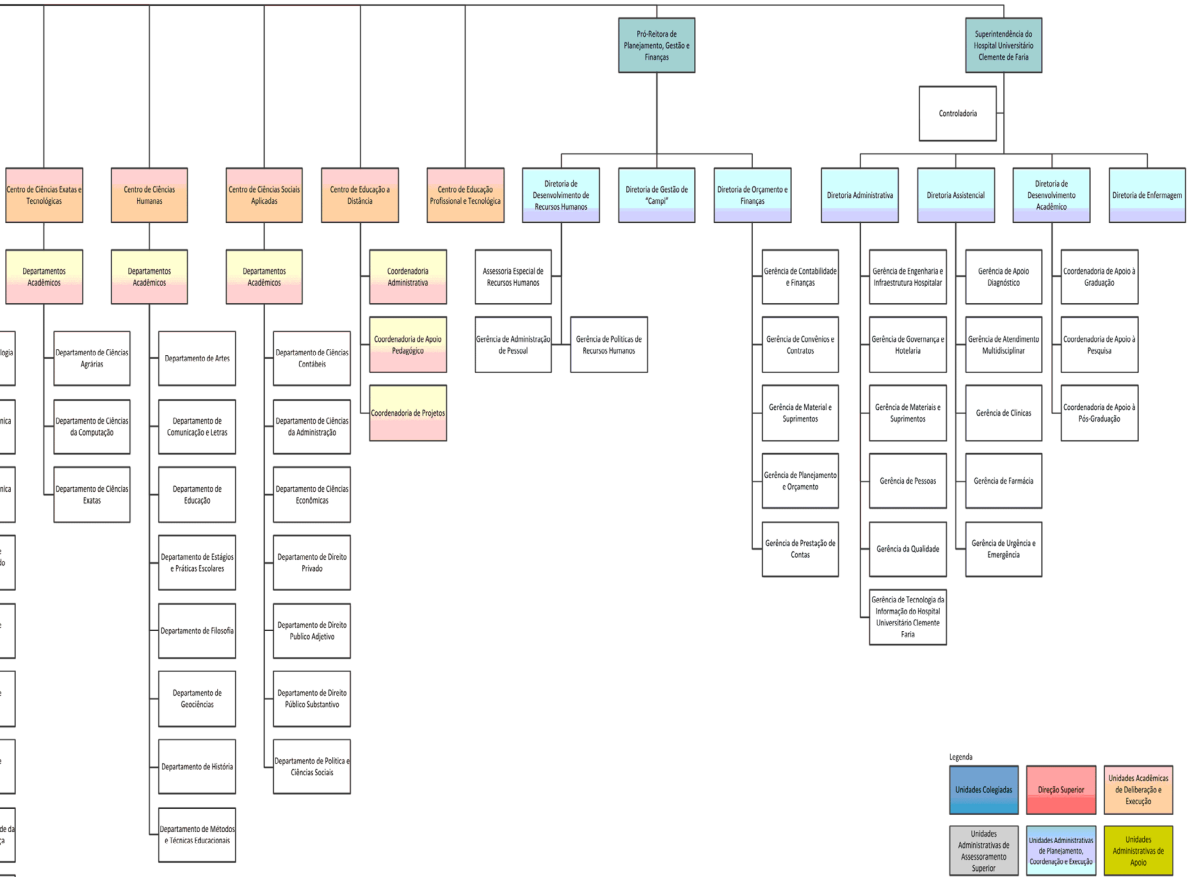 Pró-Reitora de
Planejamento, Gestão e
Finanças
Superintendência do
Hospital Universitário
Clemente de Faria
Controladoria
Centro de Ciências Exatas e
Tecnológicas
Centro de Ciências
Humanas
Centro de Ciências Sociais
Aplicadas
Centro de Educação a
Distância
Centro de Educação
Profissional e Tecnológica
Diretoria de
Desenvolvimento de
Recursos Humanos
Diretoria de Gestão de
"Campi"
Diretoria de Orçamento e
Finanças
Diretoria Administrativa
Diretoria Assistencial
Diretoria de
Desenvolvimento
Acadêmico
Diretoria de Enfermagem
Departamentos
Acadêmicos
Departamentos
Acadêmicos
Departamentos
Acadêmicos
Coordenadoria
Administrativa
Assessoria Especial de
Recursos Humanos
Gerência de Contabilidade
e Finanças
Gerência de Engenharia e
Infraestrutura Hospitalar
Gerência de Apoio
Diagnóstico
Coordenadoria de Apoio à
Graduação
logia
Departamento de Ciências
Agrárias
Departamento de Artes
Departamento de Ciências
Contábeis
Coordenadoria de Apoio
Pedagógico
Gerência de Administração
de Pessoal
Gerência de Politicas de
Recursos Humanos
Gerência de Convênios e
Contratos
Gerência de Governança e
Hotelaria
Gerência de Atendimento
Multidisciplinar
Coordenadoria de Apoio à
Pesquisa
nica
Departamento de Ciências
da Computação
Departamento de
Comunicação e Letras
Departamento de Ciências
da Administração
Coordenadoria de Projetos
Gerência de Material e
Suprimentos
Gerência de Materiais e
Suprimentos
Gerência de Clinicas
Coordenadoria de Apoio à
Pós-Graduação
nica
Departamento de Ciências
Exatas
Departamento de
Educação
Departamento de Ciências
Econômicas
Gerência de Planejamento
e Orçamento
Gerência de Pessoas
Gerência de Farmácia
e
do
Departamento de Estágios
e Práticas Escolares
Departamento de Direito
Privado
Gerência de Prestação de
Contas
Gerência da Qualidade
Gerência de Urgência e
Emergência
e
Departamento de Filosofia
Departamento de Direito
Publico Adjetivo
Gerência de Tecnologia da
Informação do Hospital
Universitário Clemente
Faria
e
Departamento de
Geociências
Departamento de Direito
Público Substantivo
e
Departamento de História
Departamento de Politica e
Ciências Sociais
de da
ça
Departamento de Métodos
e Técnicas Educacionais
Legenda
Unidades Colegiadas
Direção Superior
Unidades Acadêmicas
de Deliberação e
Execução
Unidades
Administrativas de
Assessoramento
Superior
Unidades Administrativas
de Planejamento,
Coordenação e Execução
Unidades
Administrativas de
Apoio